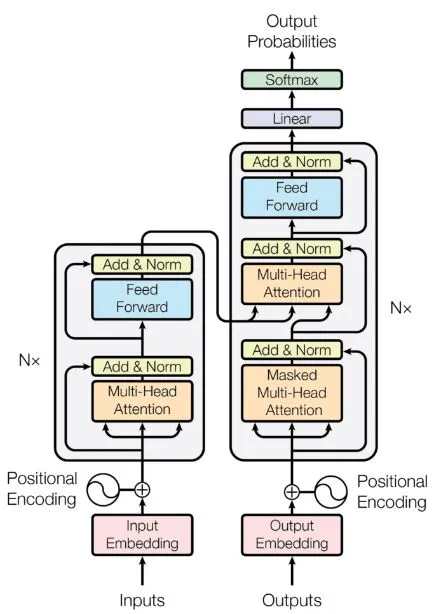 Output
Probabilities
Softmax
Linear
Add & Norm
Feed
Forward
Add & Norm
Multi-Head
Attention
Add & Norm
Masked
Multi-Head
Attention
N×
Add & Norm
Feed
Forward
N×
Add & Norm
Multi-Head
Attention
Positional
Encoding
Positional
Encoding
Input
Embedding
Output
Embedding
Inputs
Outputs